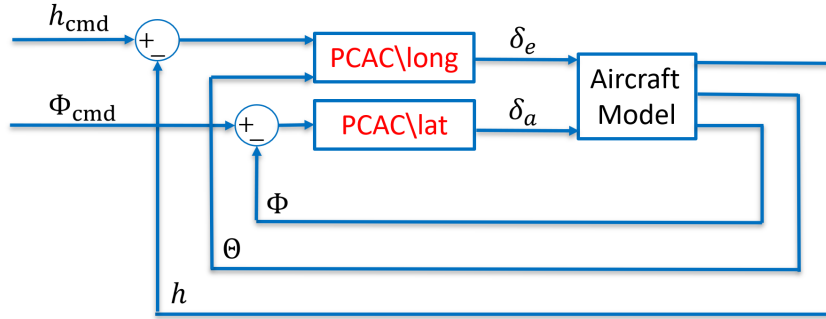 h_cmd
+
−
PCAC\long
δ_e
Aircraft
Model
Φ_cmd
+
−
PCAC\lat
δ_a
Φ
Θ
h